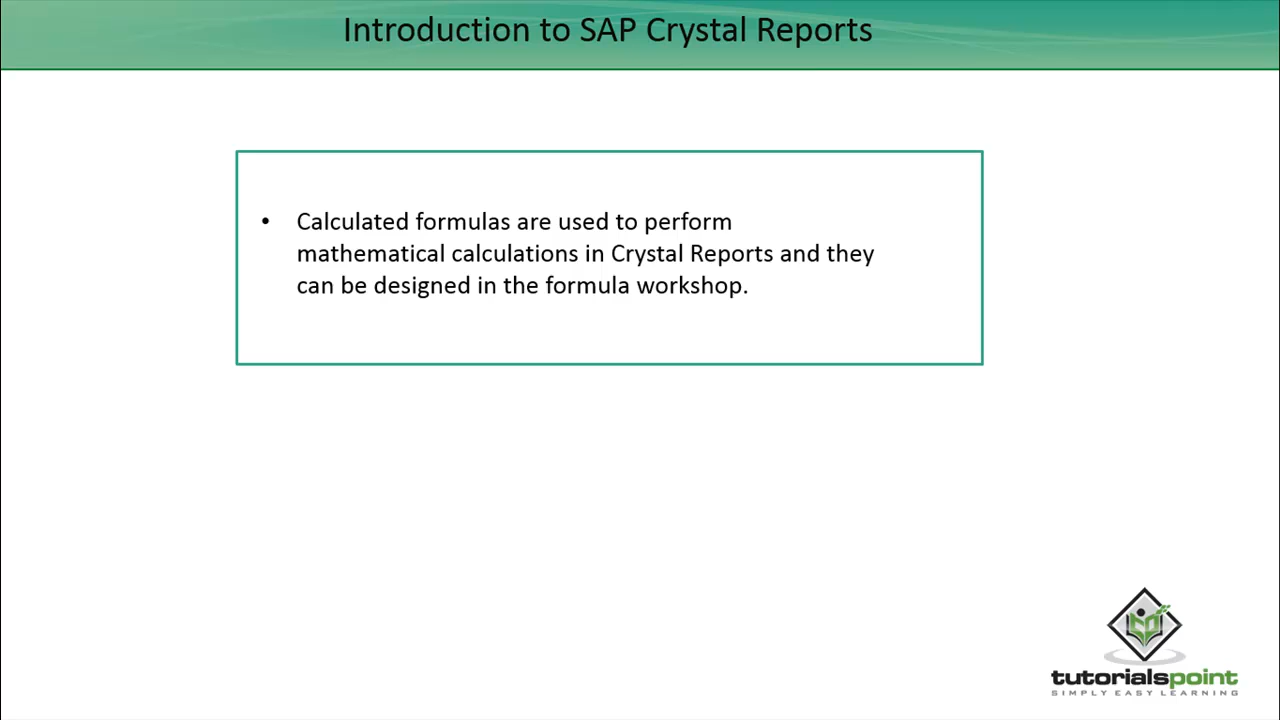 Introduction to SAP Crystal Reports
• Calculated formulas are used to perform
mathematical calculations in Crystal Reports and they
can be designed in the formula workshop.
tutorialspoint
SIMPLY EASY LEARNING